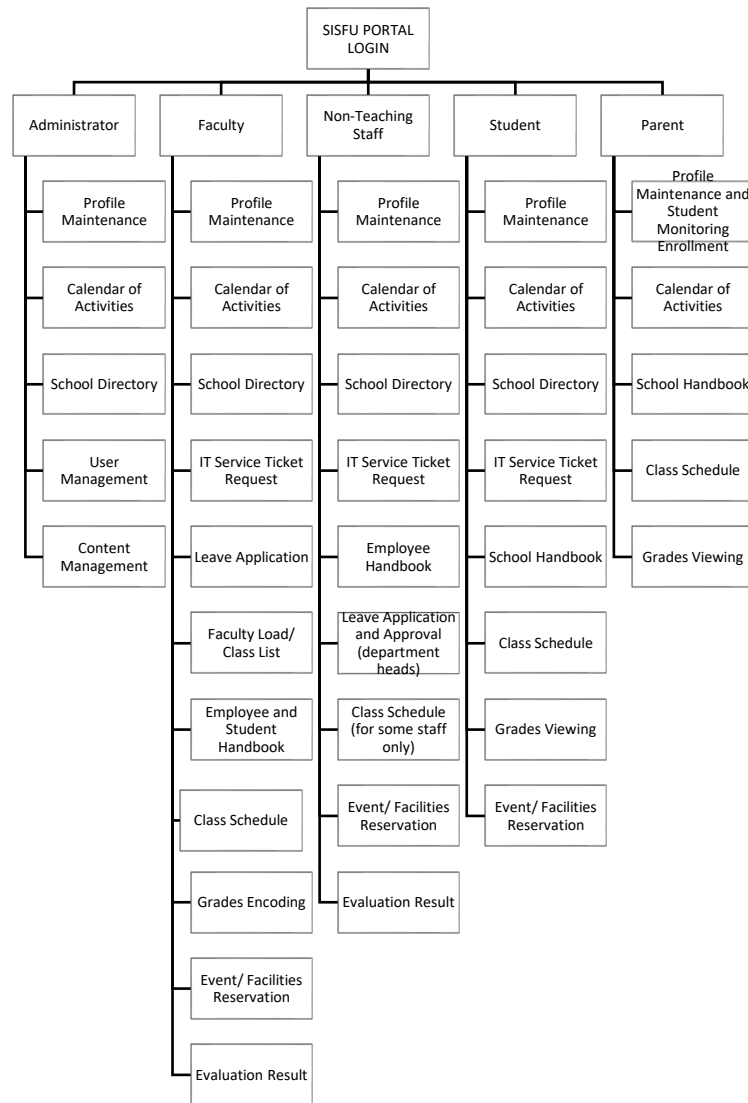 SISFU PORTAL
LOGIN
Administrator
Faculty
Non-Teaching
Staff
Student
Parent
Profile
Maintenance
Calendar of
Activities
School Directory
User
Management
Content
Management
Profile
Maintenance
Calendar of
Activities
School Directory
IT Service Ticket
Request
Leave Application
Faculty Load/
Class List
Employee and
Student
Handbook
Class Schedule
Grades Encoding
Event/ Facilities
Reservation
Evaluation Result
Profile
Maintenance
Calendar of
Activities
School Directory
IT Service Ticket
Request
Employee
Handbook
Leave Application
and Approval
(department
heads)
Class Schedule
(for some staff
only)
Event/ Facilities
Reservation
Evaluation Result
Profile
Maintenance
Calendar of
Activities
School Directory
IT Service Ticket
Request
School Handbook
Class Schedule
Grades Viewing
Event/ Facilities
Reservation
Profile
Maintenance and
Student
Monitoring
Enrollment
Calendar of
Activities
School Handbook
Class Schedule
Grades Viewing